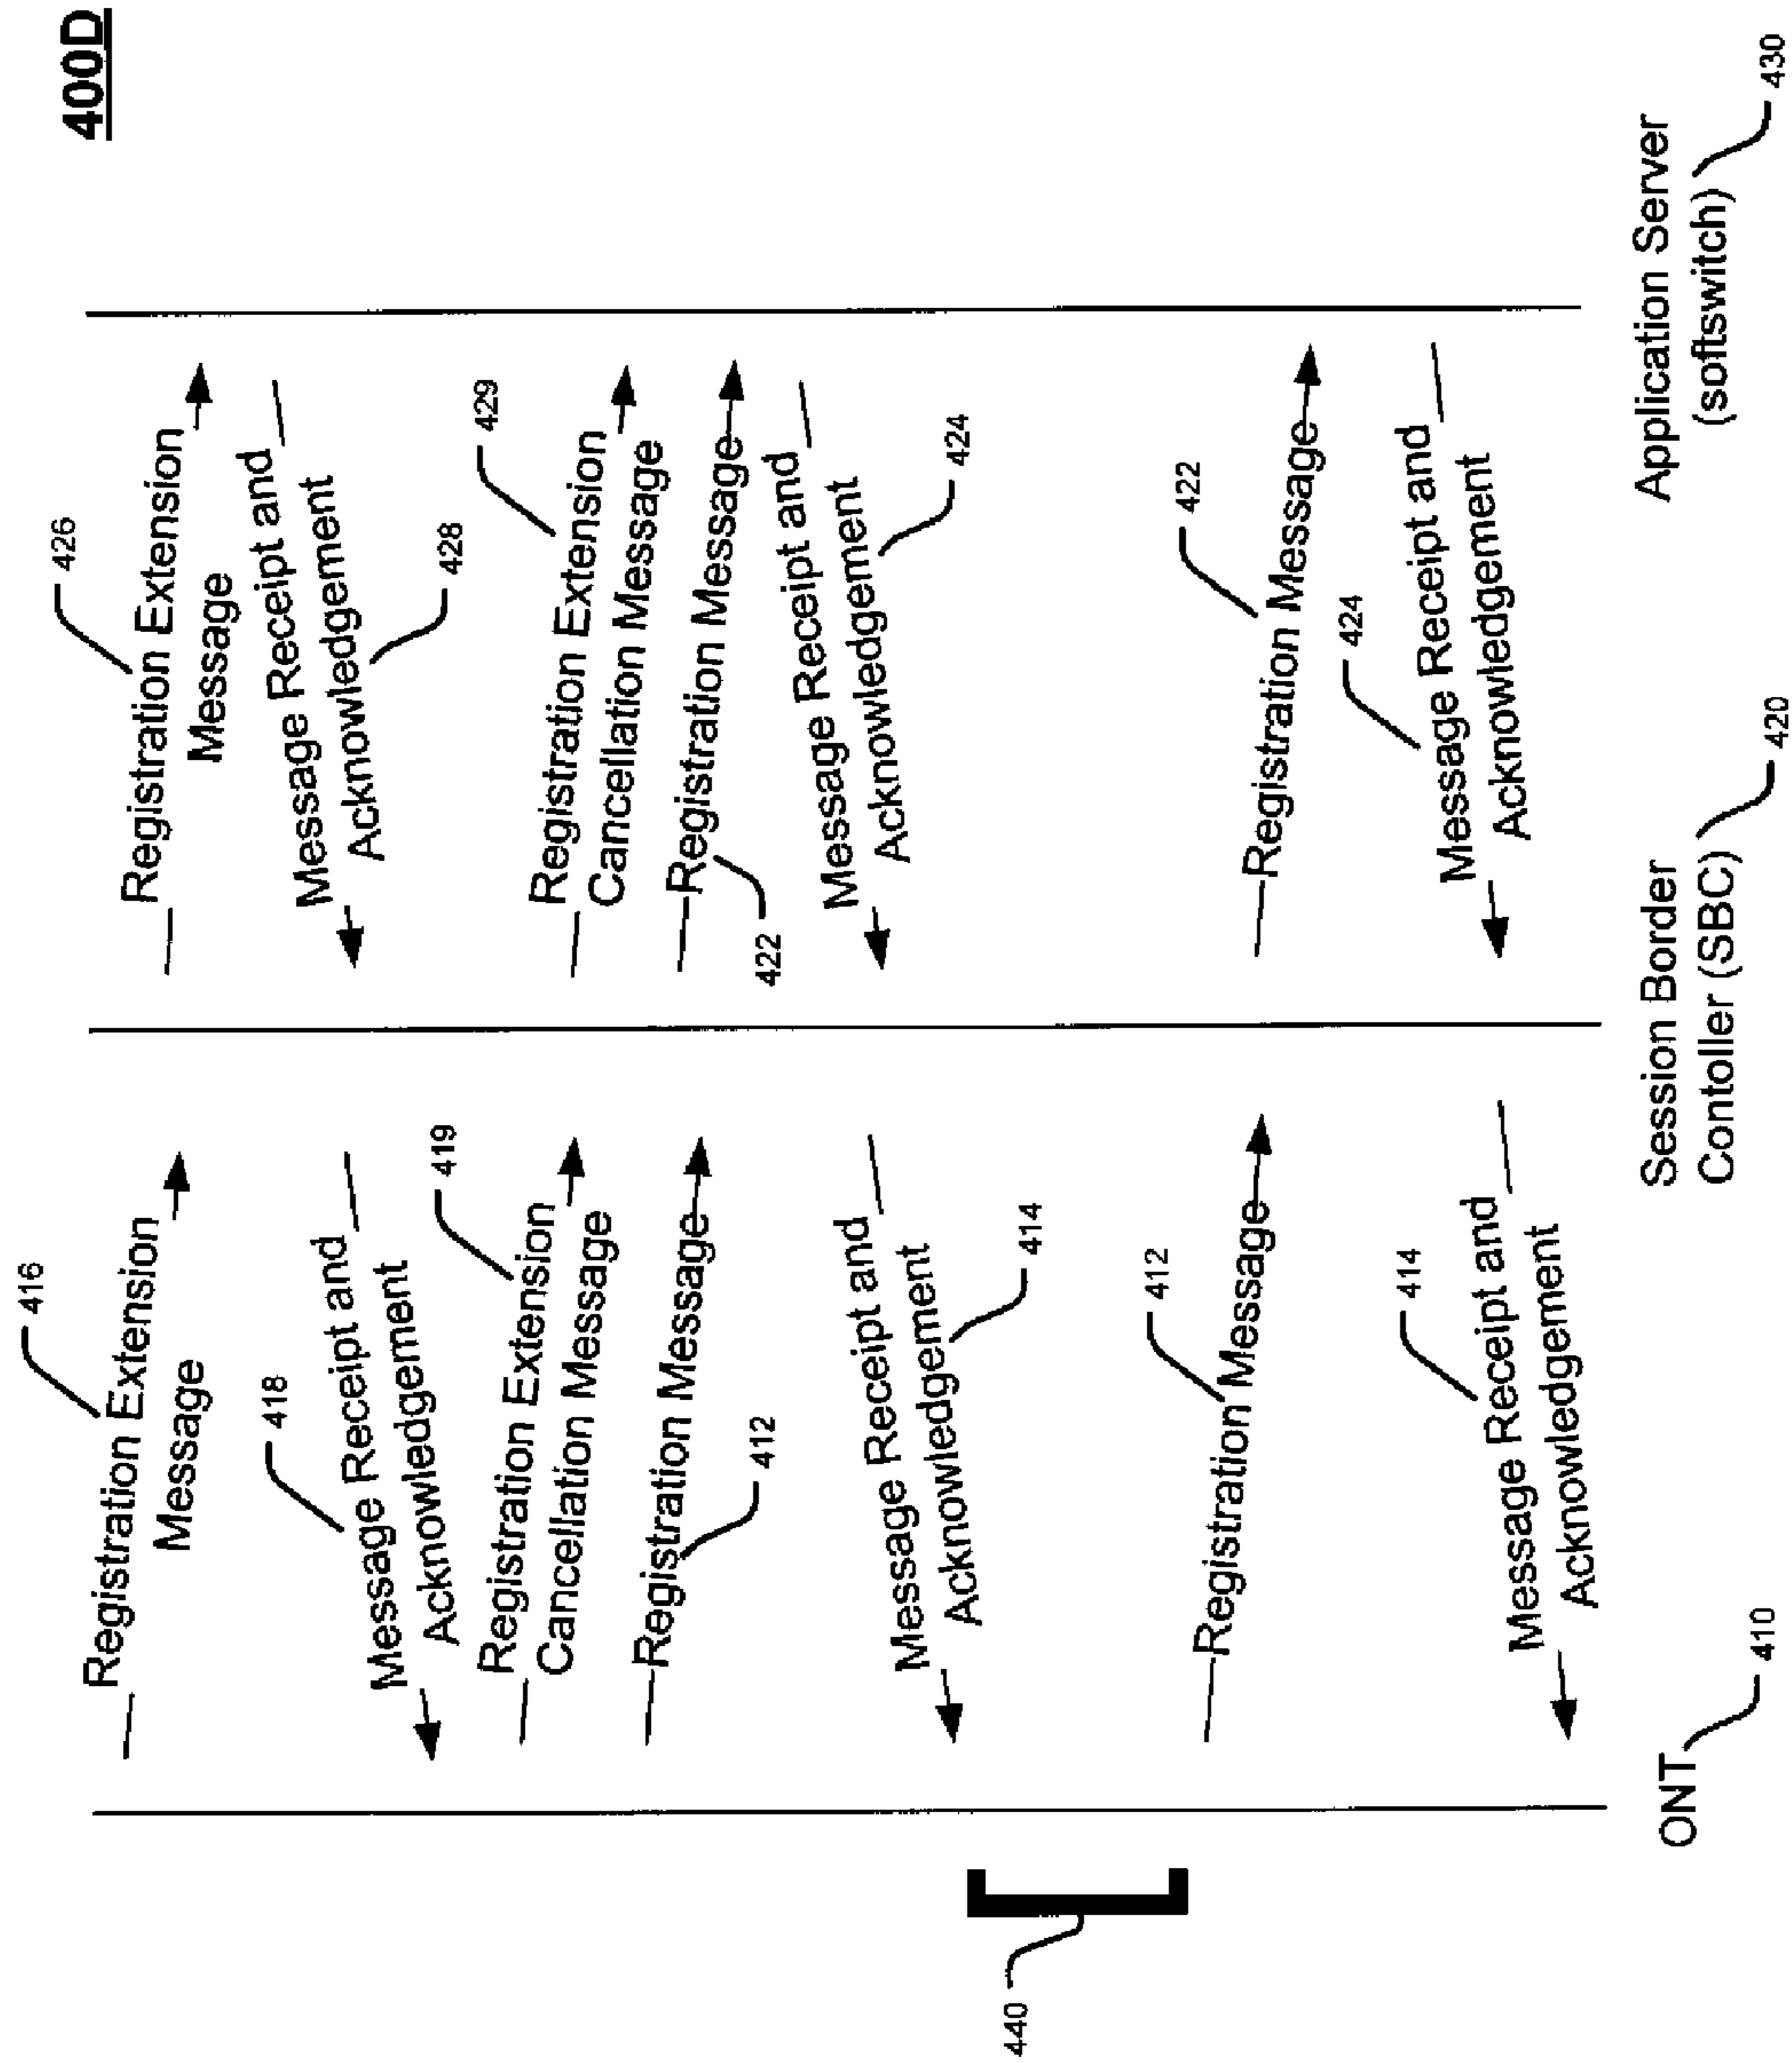 400D
416
Registration Extension
Message
426
Registration Extension
Message
Message Receipt and
Acknowledgement
428
418
Message Receipt and
Acknowledgement
419
Registration Extension
Cancellation Message
429
Registration Extension
Cancellation Message
Registration Message
412
Registration Message
422
Message Receipt and
Acknowledgement
424
Message Receipt and
Acknowledgement
414
440
412
Registration Message
422
Registration Message
424
Message Receipt and
Acknowledgement
414
Message Receipt and
Acknowledgement
ONT
410
Session Border
Contoller (SBC)
420
Application Server
(softswitch)
430